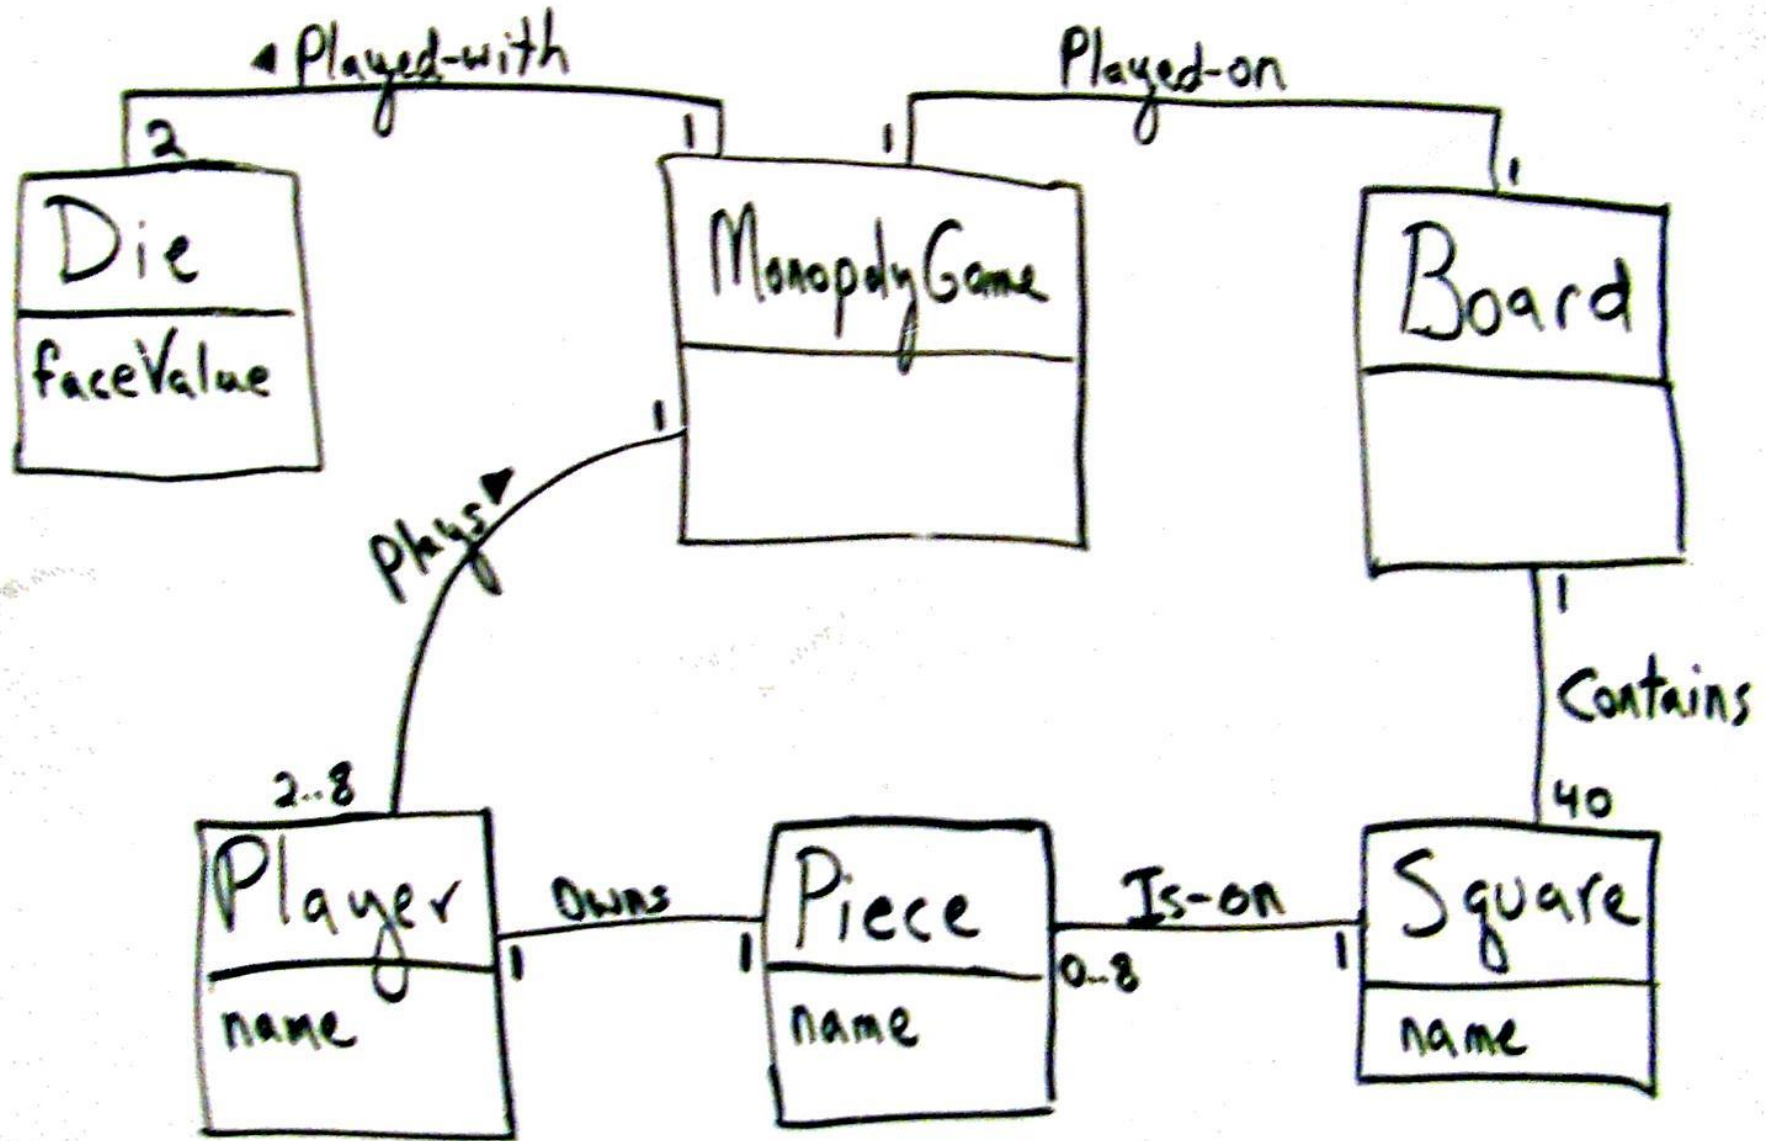 Played-with
Played-on
2
1
1
1
Die
MonopolyGame
Board
faceValue
1
Plays
1
Contains
2..8
40
Player
Owns
Piece
Is-on
Square
1
1
0..8
1
name
name
name